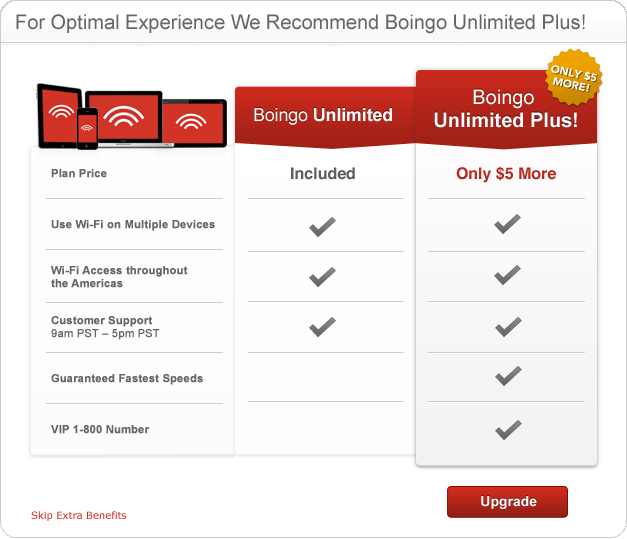 For Optimal Experience We Recommend Boingo Unlimited Plus!
ONLY $5
MORE!
Boingo Unlimited
Boingo
Unlimited Plus!
Plan Price
Included
Only $5 More
Use Wi-Fi on Multiple Devices
Wi-Fi Access throughout
the Americas
Customer Support
9am PST – 5pm PST
Guaranteed Fastest Speeds
VIP 1-800 Number
Skip Extra Benefits
Upgrade